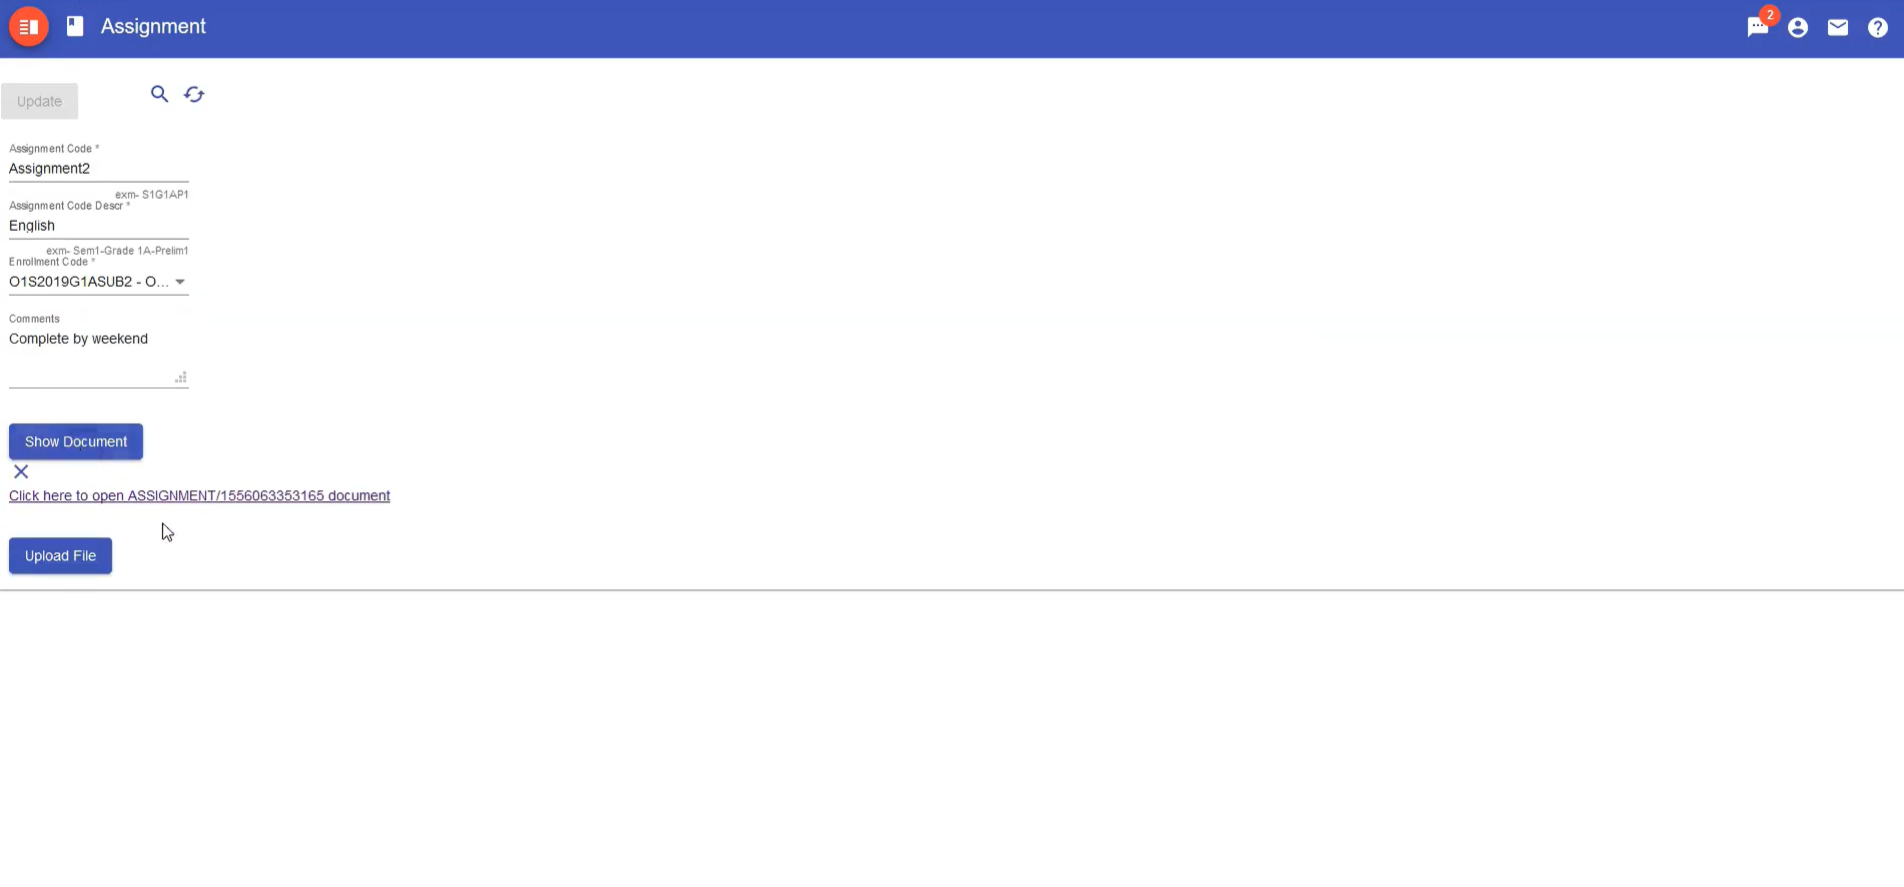 Assignment
2
Update
Assignment Code *
Assignment2
exm- S1G1AP1
Assignment Code Descr *
English
exm- Sem1-Grade 1A-Prelim1
Enrollment Code *
O1S2019G1ASUB2 - O...
Comments
Complete by weekend
Show Document
Click here to open ASSIGNMENT/1556063353165 document
Upload File